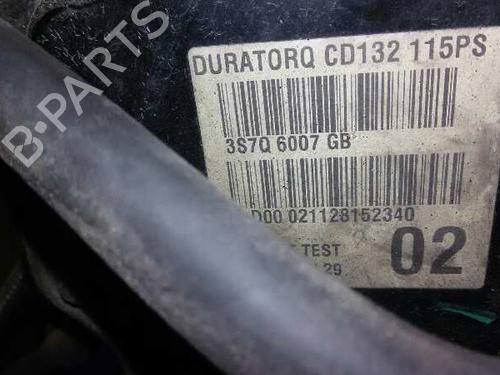 DURATORQ CD132 115PS
3S7Q 6007 GB
D00 021128152340
TEST
02
29
B-PARTS